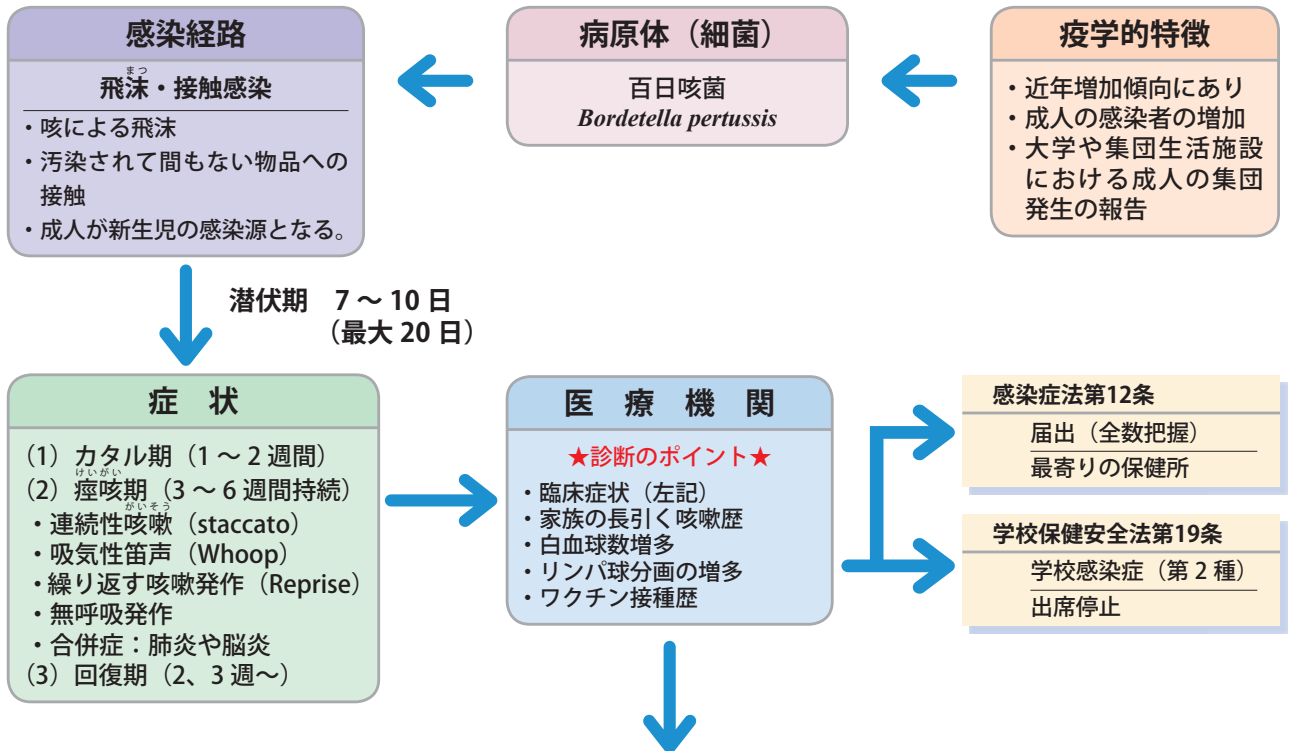 感染経路
飛沫・接触感染
まつ
・咳による飛沫
・汚染されて間もない物品への
接触
・成人が新生児の感染源となる。
病原体（細菌）
百日咳菌
Bordetella pertussis
疫学的特徴
・近年増加傾向にあり
・成人の感染者の増加
・大学や集団生活施設
における成人の集団
発生の報告
潜伏期　7～10日
（最大20日）
症　状
（1）カタル期（1～2週間）
けいがい
（2）痙咳期（3～6週間持続）
がいそう
・連続性咳嗽（staccato）
・吸気性笛声（Whoop）
・繰り返す咳嗽発作（Reprise）
・無呼吸発作
・合併症：肺炎や脳炎
（3）回復期（2、3週～）
医　療　機　関
★診断のポイント★
・臨床症状（左記）
・家族の長引く咳嗽歴
・白血球数増多
・リンパ球分画の増多
・ワクチン接種歴
感染症法第12条
届出（全数把握）
最寄りの保健所
学校保健安全法第19条
学校感染症（第2種）
出席停止